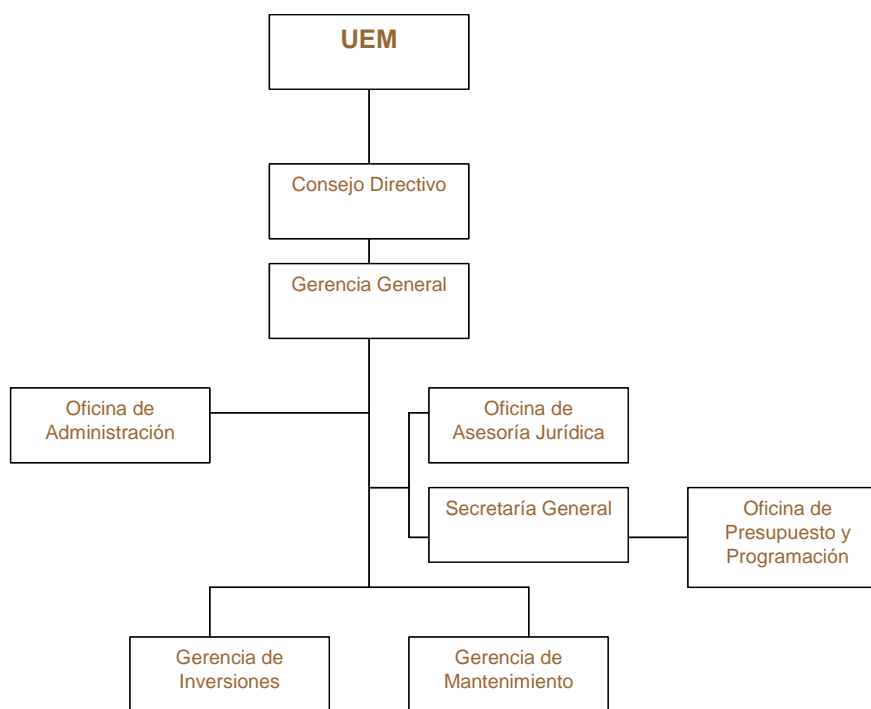 UEM
Consejo Directivo
Gerencia General
Oficina de
Administración
Oficina de
Asesoría Jurídica
Secretaría General
Oficina de
Presupuesto y
Programación
Gerencia de
Inversiones
Gerencia de
Mantenimiento